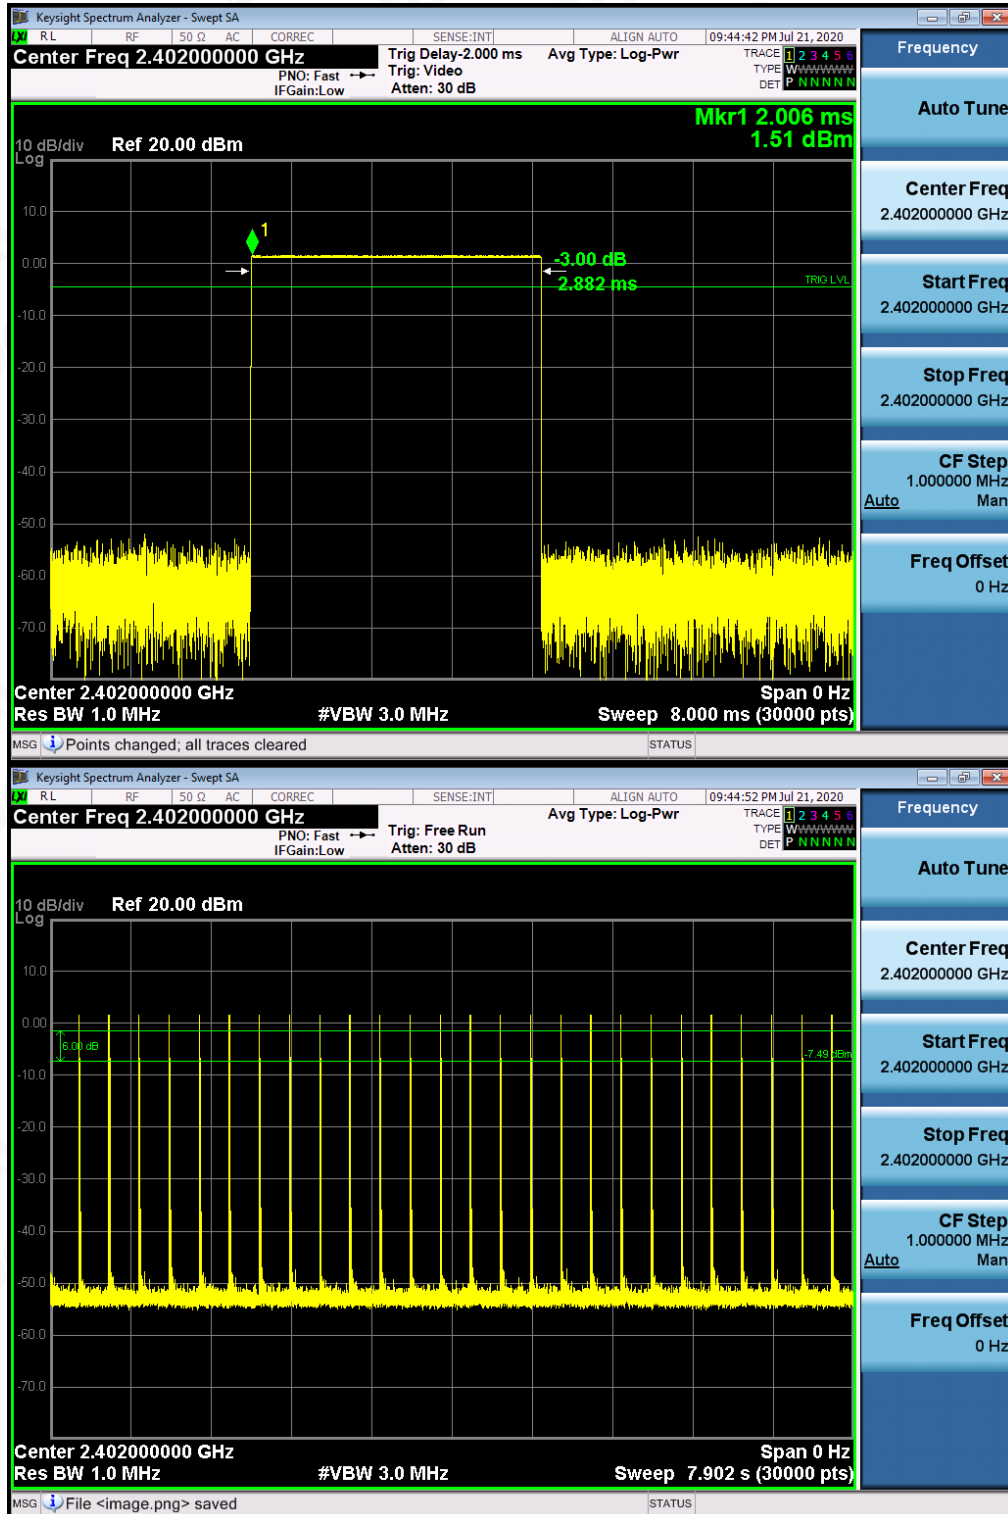 Keysight Spectrum Analyzer - Swept SA
LXI RL RF 50 Ω AC CORREC SENSE:INT ALIGN AUTO 09:44:42 PM Jul 21, 2020
Center Freq 2.402000000 GHz Trig Delay-2.000 ms Avg Type: Log-Pwr TRACE 1 2 3 4 5 6
PNO: Fast Trig: Video TYPE WWWWWW
IFGain:Low Atten: 30 dB DET P N N N N N
Mkr1 2.006 ms
1.51 dBm
10 dB/div Ref 20.00 dBm
Log
10.0
1
0.00
-3.00 dB
2.882 ms
TRIG LVL
-10.0
-20.0
-30.0
-40.0
-50.0
-60.0
-70.0
Center 2.402000000 GHz Span 0 Hz
Res BW 1.0 MHz #VBW 3.0 MHz Sweep 8.000 ms (30000 pts)
MSG Points changed; all traces cleared STATUS
Frequency
Auto Tune
Center Freq
2.402000000 GHz
Start Freq
2.402000000 GHz
Stop Freq
2.402000000 GHz
CF Step
1.000000 MHz
Auto Man
Freq Offset
0 Hz
Keysight Spectrum Analyzer - Swept SA
LXI RL RF 50 Ω AC CORREC SENSE:INT ALIGN AUTO 09:44:52 PM Jul 21, 2020
Center Freq 2.402000000 GHz Avg Type: Log-Pwr TRACE 1 2 3 4 5 6
PNO: Fast Trig: Free Run TYPE WWWWWW
IFGain:Low Atten: 30 dB DET P N N N N N
10 dB/div Ref 20.00 dBm
Log
10.0
0.00
6.00 dB
-7.49 dBm
-10.0
-20.0
-30.0
-40.0
-50.0
-60.0
-70.0
Center 2.402000000 GHz Span 0 Hz
Res BW 1.0 MHz #VBW 3.0 MHz Sweep 7.902 s (30000 pts)
MSG File <image.png> saved STATUS
Frequency
Auto Tune
Center Freq
2.402000000 GHz
Start Freq
2.402000000 GHz
Stop Freq
2.402000000 GHz
CF Step
1.000000 MHz
Auto Man
Freq Offset
0 Hz